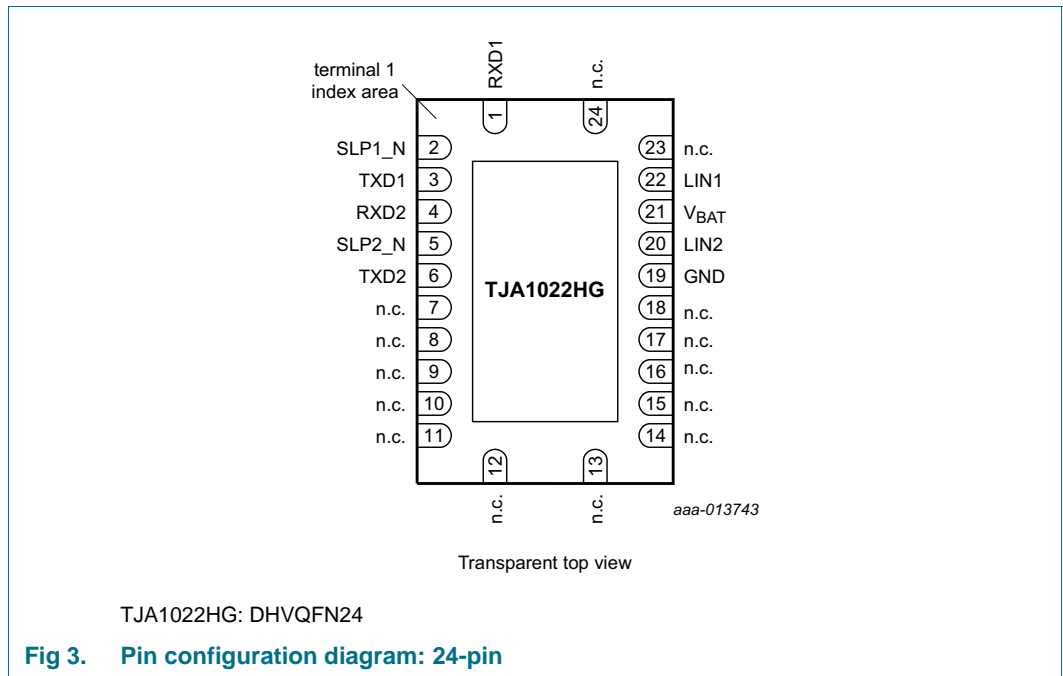 terminal 1
index area
RXD1
n.c.
1
24
SLP1_N 2
23 n.c.
TXD1 3
22 LIN1
RXD2 4
21 VBAT
SLP2_N 5
20 LIN2
TXD2 6
19 GND
TJA1022HG
n.c. 7
18 n.c.
n.c. 8
17 n.c.
n.c. 9
16 n.c.
n.c. 10
15 n.c.
n.c. 11
14 n.c.
12
13
n.c.
n.c.
aaa-013743
Transparent top view
TJA1022HG: DHVQFN24
Fig 3. Pin configuration diagram: 24-pin